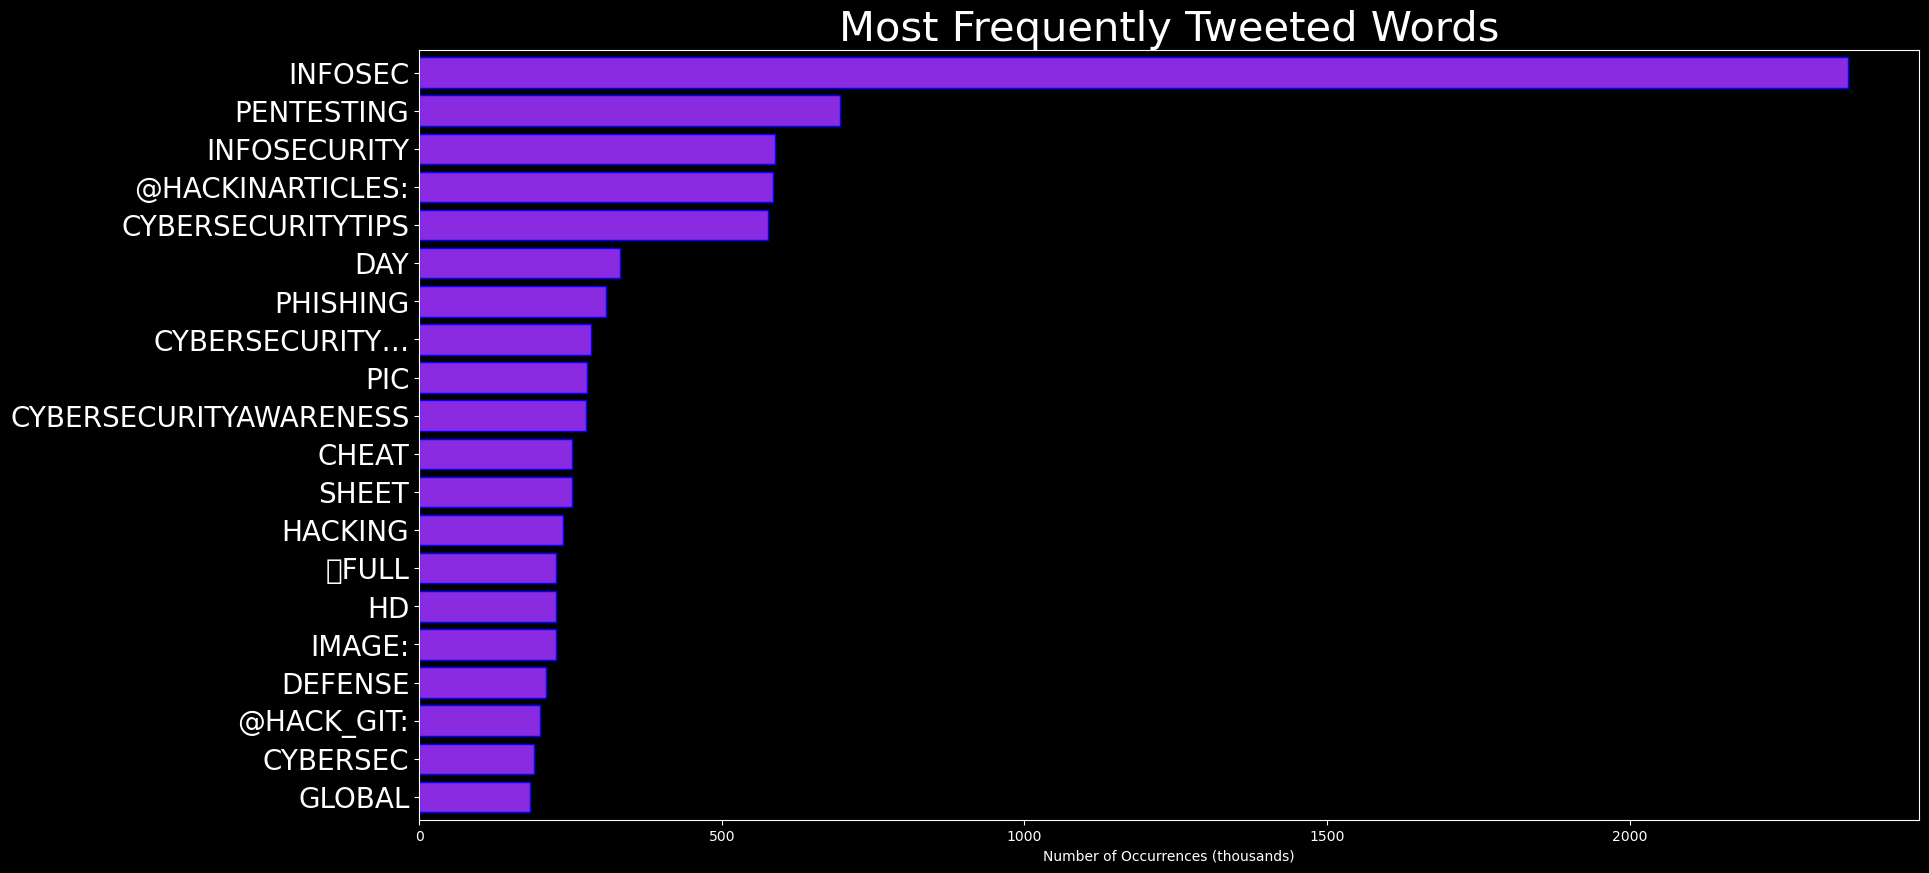 Most Frequently Tweeted Words
INFOSEC
PENTESTING
INFOSECURITY
@HACKINARTICLES:
CYBERSECURITYTIPS
DAY
PHISHING
CYBERSECURITY…
PIC
CYBERSECURITYAWARENESS
CHEAT
SHEET
HACKING
▯FULL
HD
IMAGE:
DEFENSE
@HACK_GIT:
CYBERSEC
GLOBAL
0 500 1000 1500 2000
Number of Occurrences (thousands)